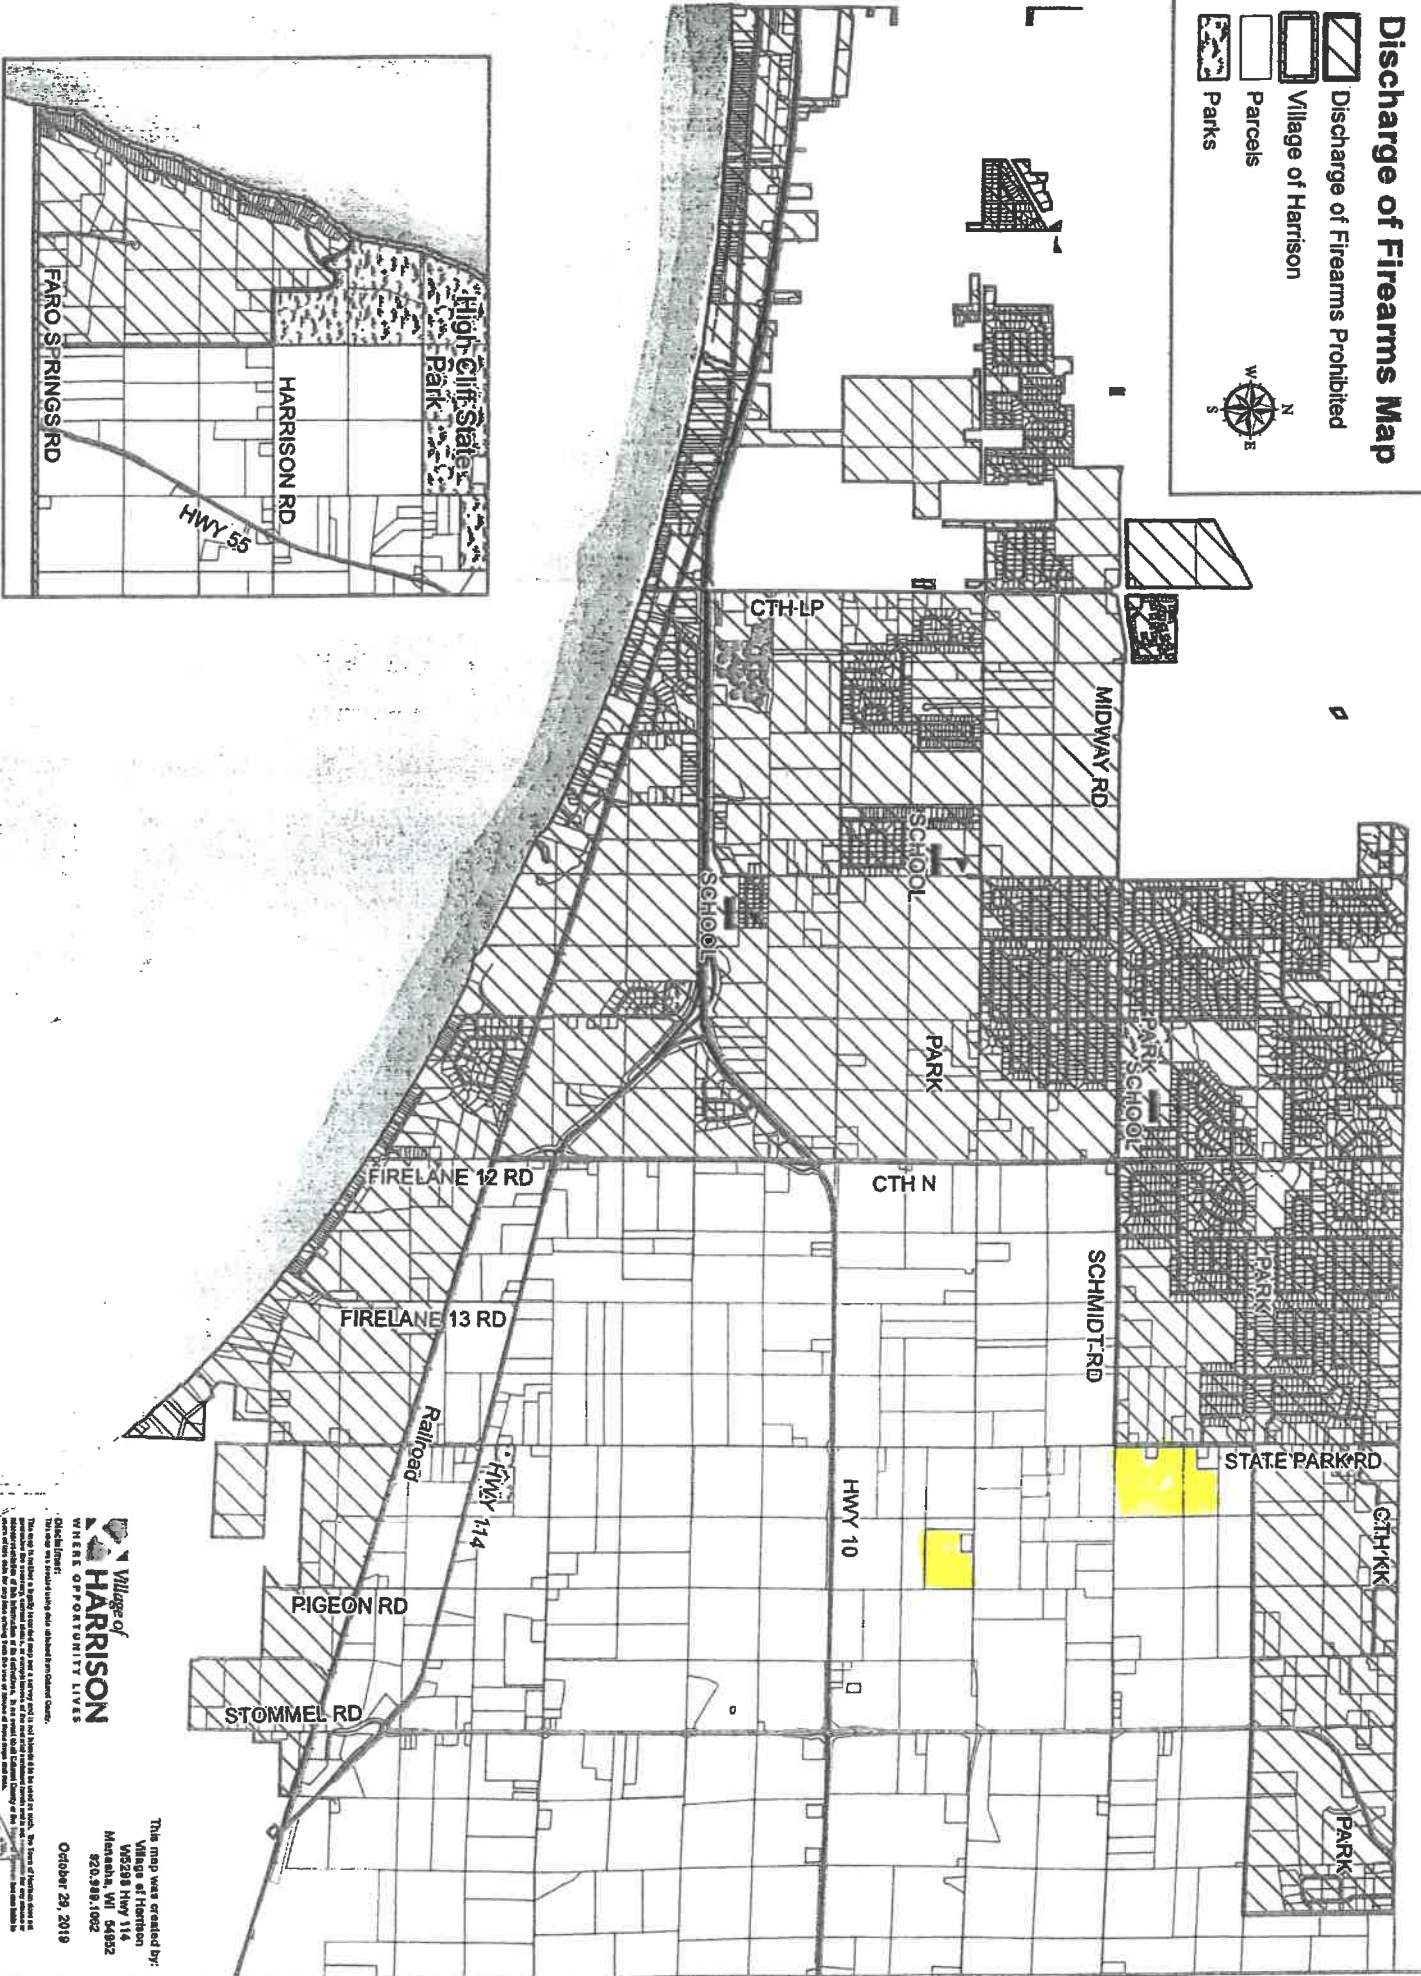 Discharge of Firearms Map
Discharge of Firearms Prohibited
Village of Harrison
Parcels
Parks
N
W
E
S
CTH LP
MIDWAY RD
SCHOOL
SCHOOL
PARK
PARK
SCHOOL
PARK
CTH N
SCHMIDT RD
STATE PARK RD
CTH KK
PARK
HWY 10
FIRELANE 12 RD
FIRELANE 13 RD
Railroad
HWY 114
PIGEON RD
STOMMEL RD
High Cliff State
Park
HARRISON RD
HWY 55
FARO SPRINGS RD
Village of
HARRISON
WHERE OPPORTUNITY LIVES
Disclaimer:
This map was created by:
Village of Harrison
W5298 Hwy 114
Menasha, WI 54952
920.989.1062
October 29, 2019